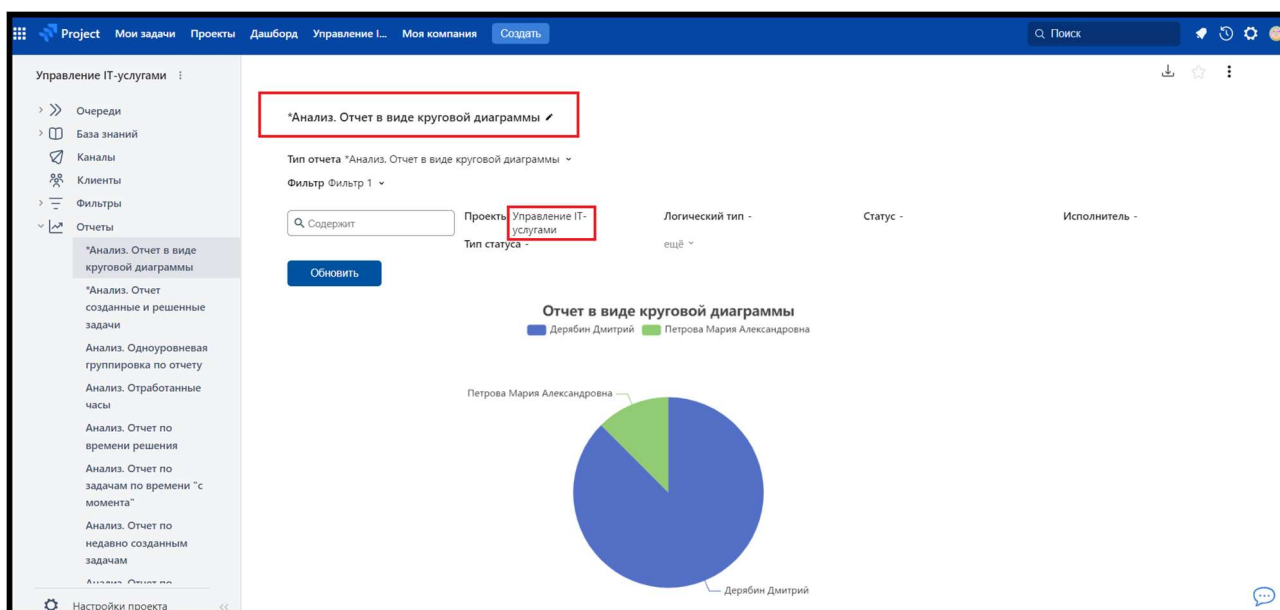 Project Мои задачи Проекты Дашборд Управление I... Моя компания Создать Поиск
Управление IT-услугами
Очереди
База знаний
Каналы
Клиенты
Фильтры
Отчеты
*Анализ. Отчет в виде
круговой диаграммы
*Анализ. Отчет
созданные и решенные
задачи
Анализ. Одноуровневая
группировка по отчету
Анализ. Отработанные
часы
Анализ. Отчет по
времени решения
Анализ. Отчет по
задачам по времени "с
момента"
Анализ. Отчет по
недавно созданным
задачам
Анализ. Отчет по
Настройки проекта
*Анализ. Отчет в виде круговой диаграммы
Тип отчета *Анализ. Отчет в виде круговой диаграммы
Фильтр Фильтр 1
Содержит
Проекты Управление IT-
услугами
Логический тип -
Статус -
Исполнитель -
Тип статуса -
ещё
Обновить
Отчет в виде круговой диаграммы
Дерябин Дмитрий Петрова Мария Александровна
Петрова Мария Александровна
Дерябин Дмитрий